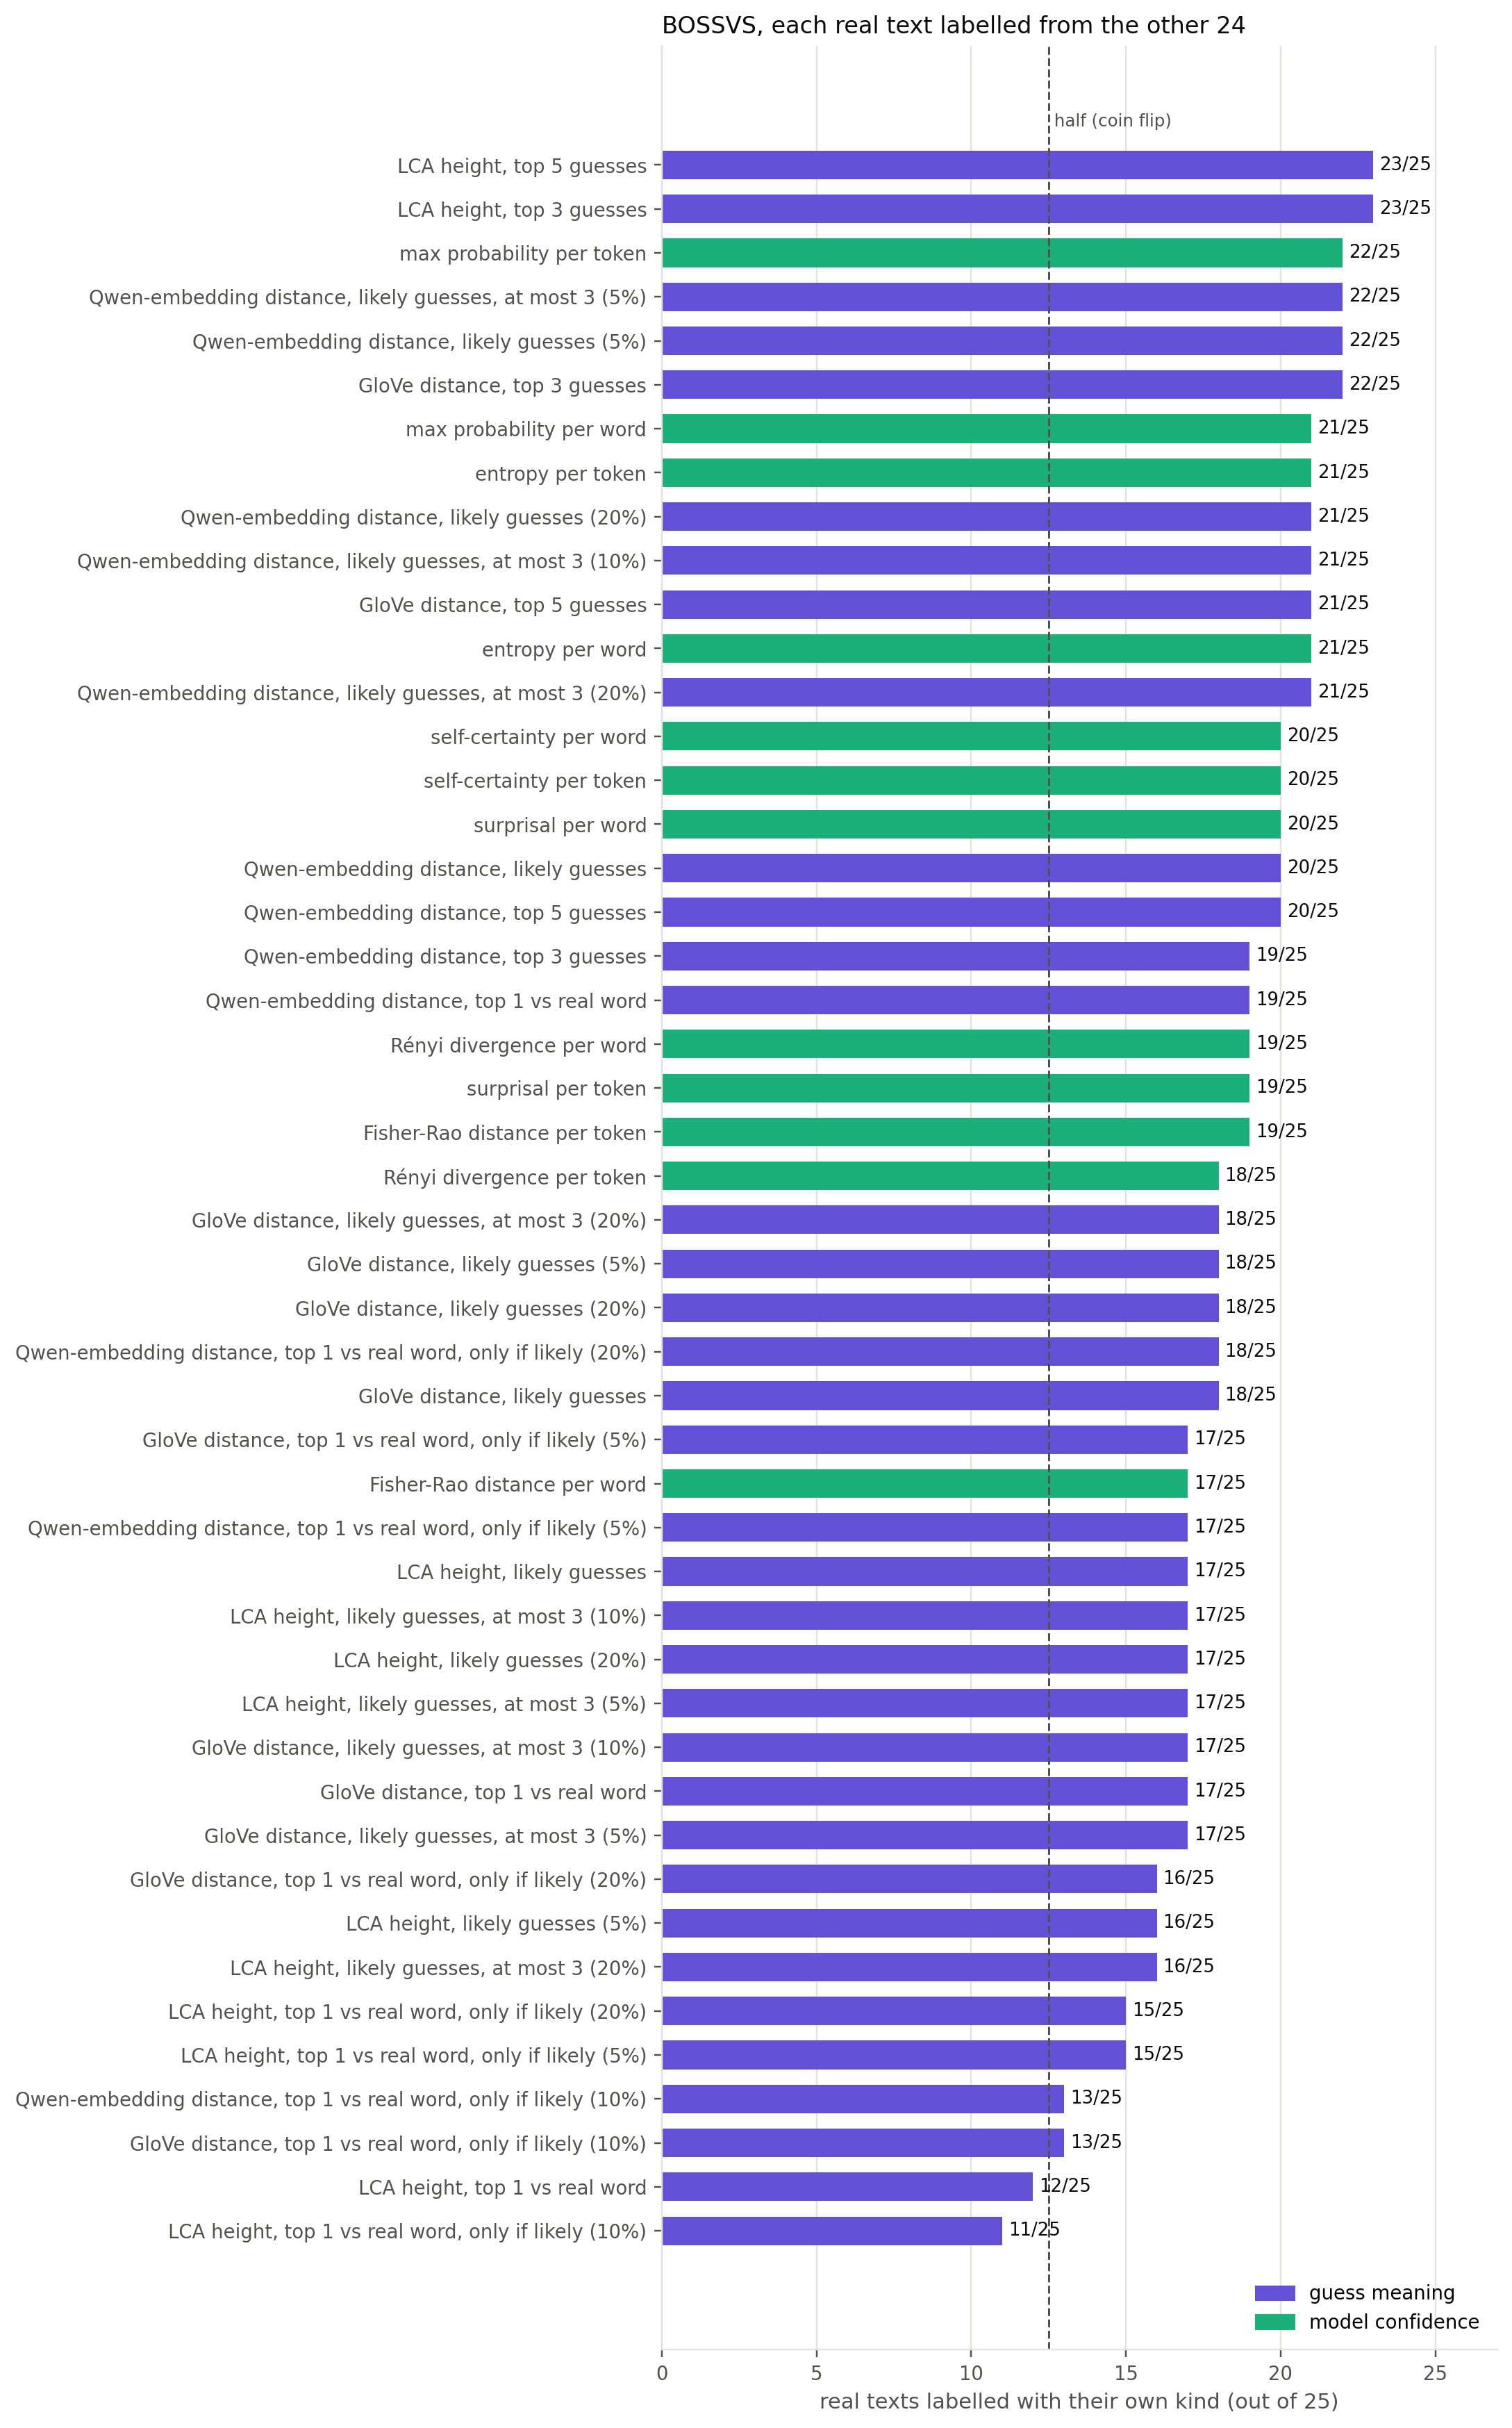 BOSSVS, each real text labelled from the other 24
half (coin flip)
LCA height, top 5 guesses 23/25
LCA height, top 3 guesses 23/25
max probability per token 22/25
Qwen-embedding distance, likely guesses, at most 3 (5%) 22/25
Qwen-embedding distance, likely guesses (5%) 22/25
GloVe distance, top 3 guesses 22/25
max probability per word 21/25
entropy per token 21/25
Qwen-embedding distance, likely guesses (20%) 21/25
Qwen-embedding distance, likely guesses, at most 3 (10%) 21/25
GloVe distance, top 5 guesses 21/25
entropy per word 21/25
Qwen-embedding distance, likely guesses, at most 3 (20%) 21/25
self-certainty per word 20/25
self-certainty per token 20/25
surprisal per word 20/25
Qwen-embedding distance, likely guesses 20/25
Qwen-embedding distance, top 5 guesses 20/25
Qwen-embedding distance, top 3 guesses 19/25
Qwen-embedding distance, top 1 vs real word 19/25
Rényi divergence per word 19/25
surprisal per token 19/25
Fisher-Rao distance per token 19/25
Rényi divergence per token 18/25
GloVe distance, likely guesses, at most 3 (20%) 18/25
GloVe distance, likely guesses (5%) 18/25
GloVe distance, likely guesses (20%) 18/25
Qwen-embedding distance, top 1 vs real word, only if likely (20%) 18/25
GloVe distance, likely guesses 18/25
GloVe distance, top 1 vs real word, only if likely (5%) 17/25
Fisher-Rao distance per word 17/25
Qwen-embedding distance, top 1 vs real word, only if likely (5%) 17/25
LCA height, likely guesses 17/25
LCA height, likely guesses, at most 3 (10%) 17/25
LCA height, likely guesses (20%) 17/25
LCA height, likely guesses, at most 3 (5%) 17/25
GloVe distance, likely guesses, at most 3 (10%) 17/25
GloVe distance, top 1 vs real word 17/25
GloVe distance, likely guesses, at most 3 (5%) 17/25
GloVe distance, top 1 vs real word, only if likely (20%) 16/25
LCA height, likely guesses (5%) 16/25
LCA height, likely guesses, at most 3 (20%) 16/25
LCA height, top 1 vs real word, only if likely (20%) 15/25
LCA height, top 1 vs real word, only if likely (5%) 15/25
Qwen-embedding distance, top 1 vs real word, only if likely (10%) 13/25
GloVe distance, top 1 vs real word, only if likely (10%) 13/25
LCA height, top 1 vs real word 12/25
LCA height, top 1 vs real word, only if likely (10%) 11/25
guess meaning
model confidence
0 5 10 15 20 25
real texts labelled with their own kind (out of 25)